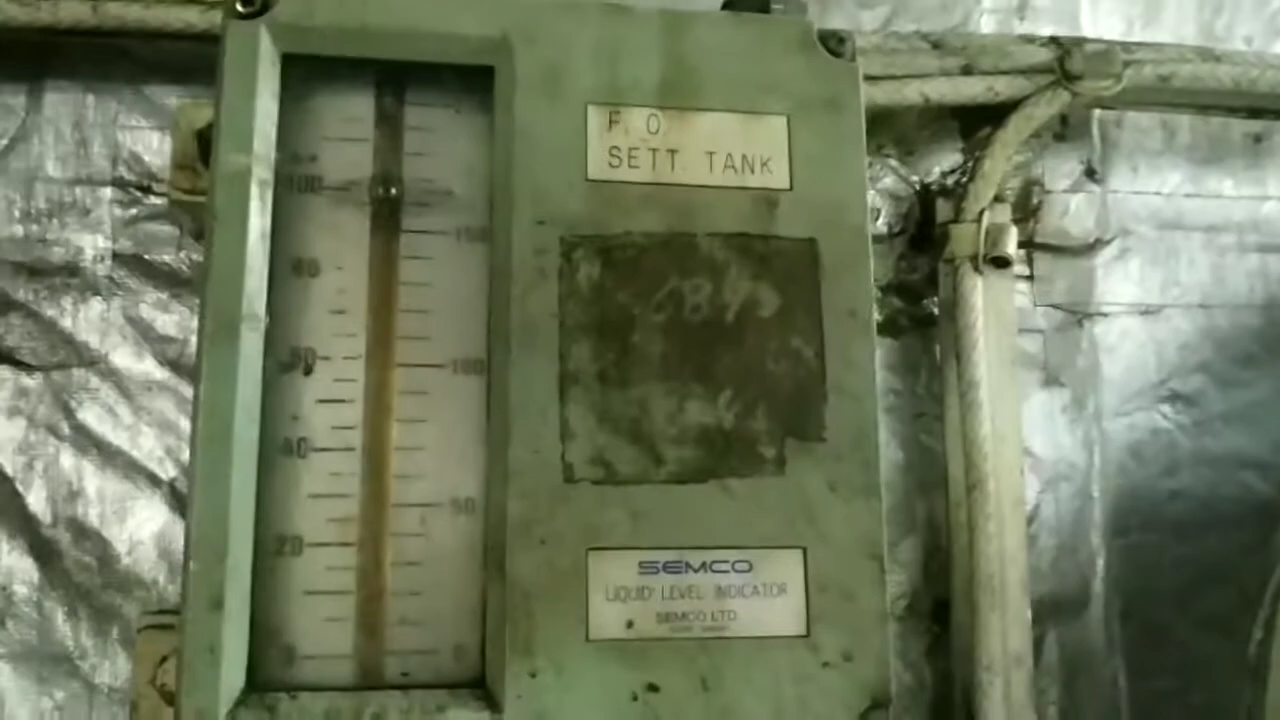 F. O
SETT. TANK
100
150
80
60
100
40
50
20
0
0
SEMCO
LIQUID LEVEL INDICATOR
SEMCO LTD.